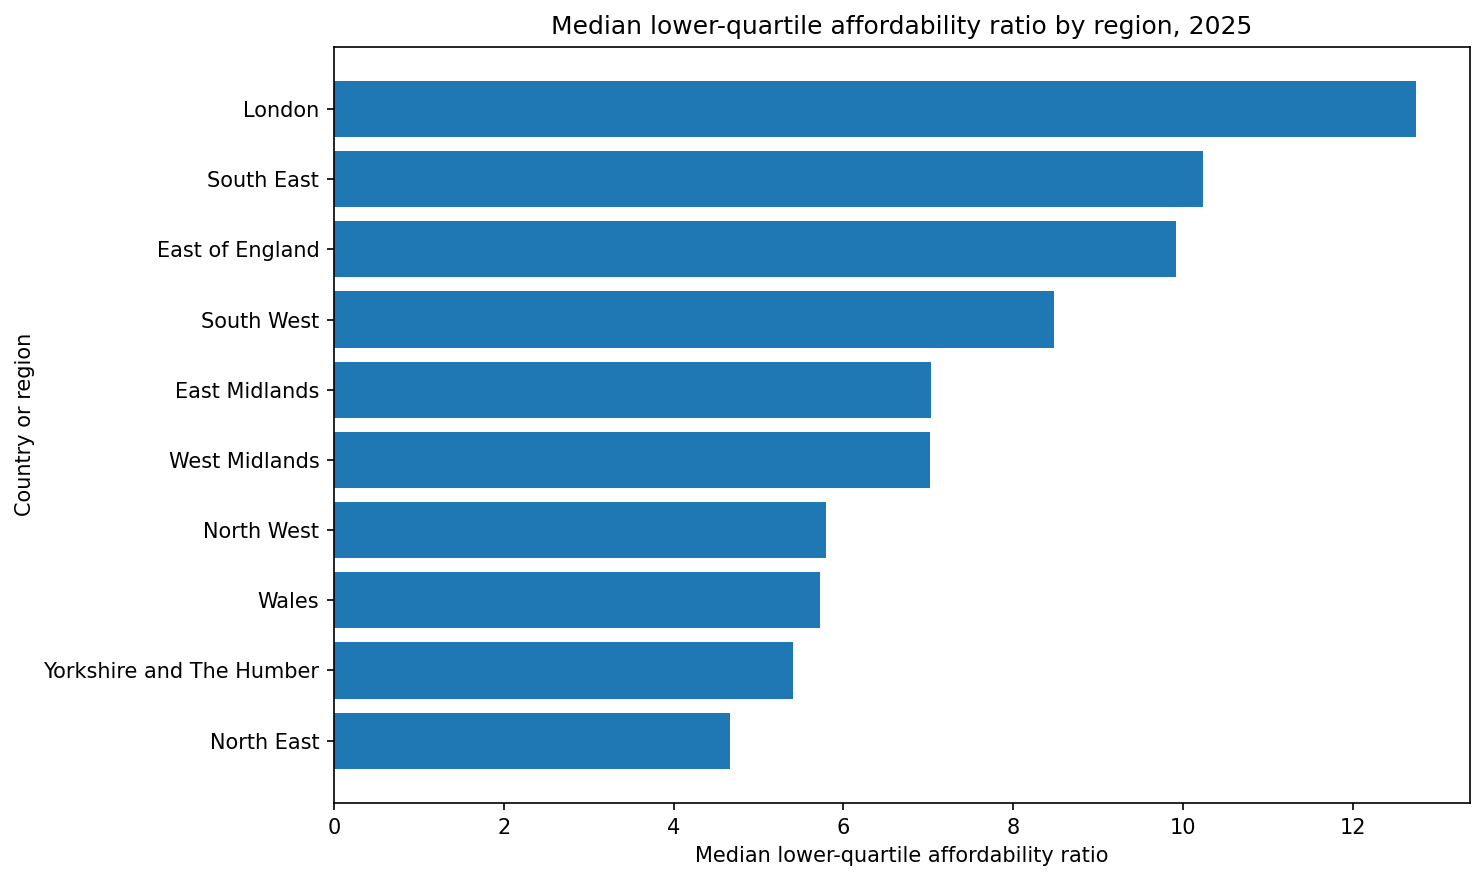 Median lower-quartile affordability ratio by region, 2025
Country or region
London
South East
East of England
South West
East Midlands
West Midlands
North West
Wales
Yorkshire and The Humber
North East
0 2 4 6 8 10 12
Median lower-quartile affordability ratio